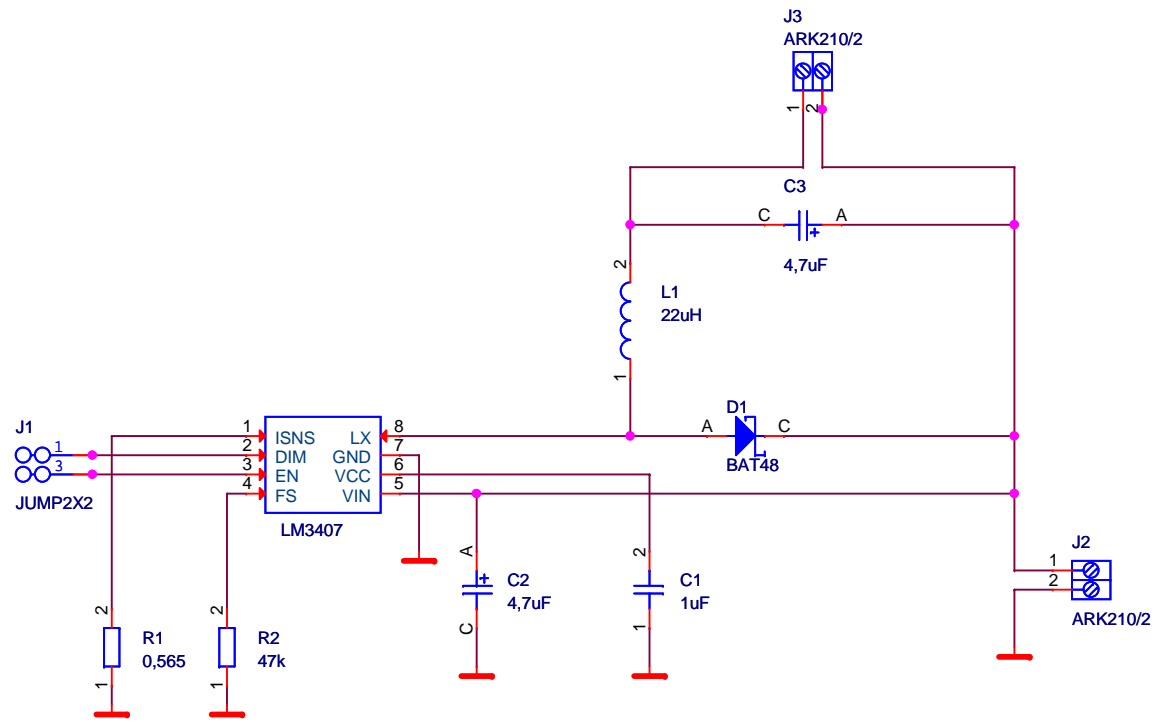 J3
ARK210/2
1
2
C3
C
A
4,7uF
2
L1
22uH
1
D1
A
C
BAT48
J1
1
3
JUMP2X2
1
2
3
4
ISNS
DIM
EN
FS
LX
GND
VCC
VIN
8
7
6
5
LM3407
A
C2
4,7uF
C
2
C1
1uF
1
J2
1
2
ARK210/2
2
R1
0,565
1
2
R2
47k
1